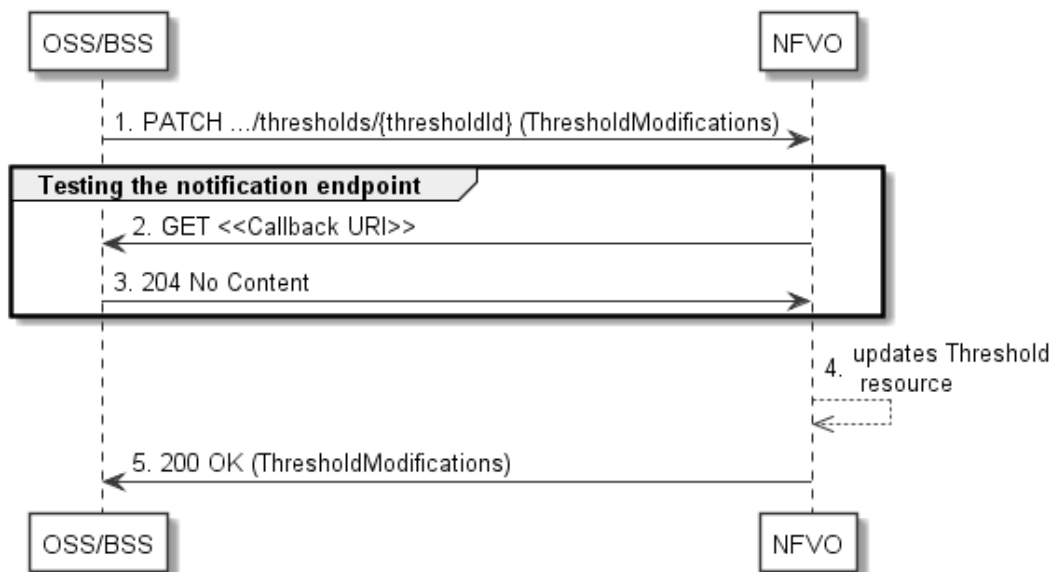 OSS/BSS
NFVO
1. PATCH .../thresholds/{thresholdId} (ThresholdModifications)
Testing the notification endpoint
2. GET <<Callback URI>>
3. 204 No Content
4. updates Threshold
resource
5. 200 OK (ThresholdModifications)
OSS/BSS
NFVO